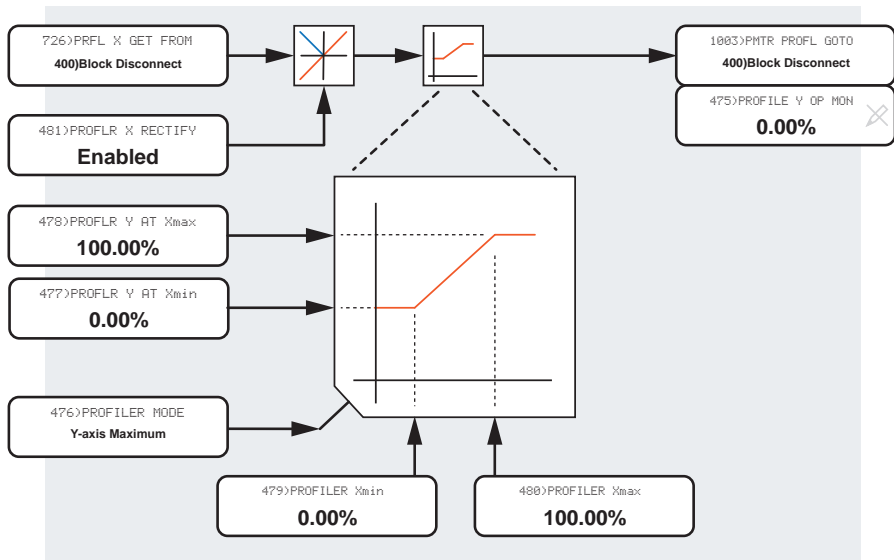 726)PRFL X GET FROM
400)Block Disconnect
1003)PMTR PROFL GOTO
400)Block Disconnect
475)PROFILE Y OP MON
0.00%
481)PROFLR X RECTIFY
Enabled
478)PROFLR Y AT Xmax
100.00%
477)PROFLR Y AT Xmin
0.00%
476)PROFILER MODE
Y-axis Maximum
479)PROFILER Xmin
0.00%
480)PROFILER Xmax
100.00%